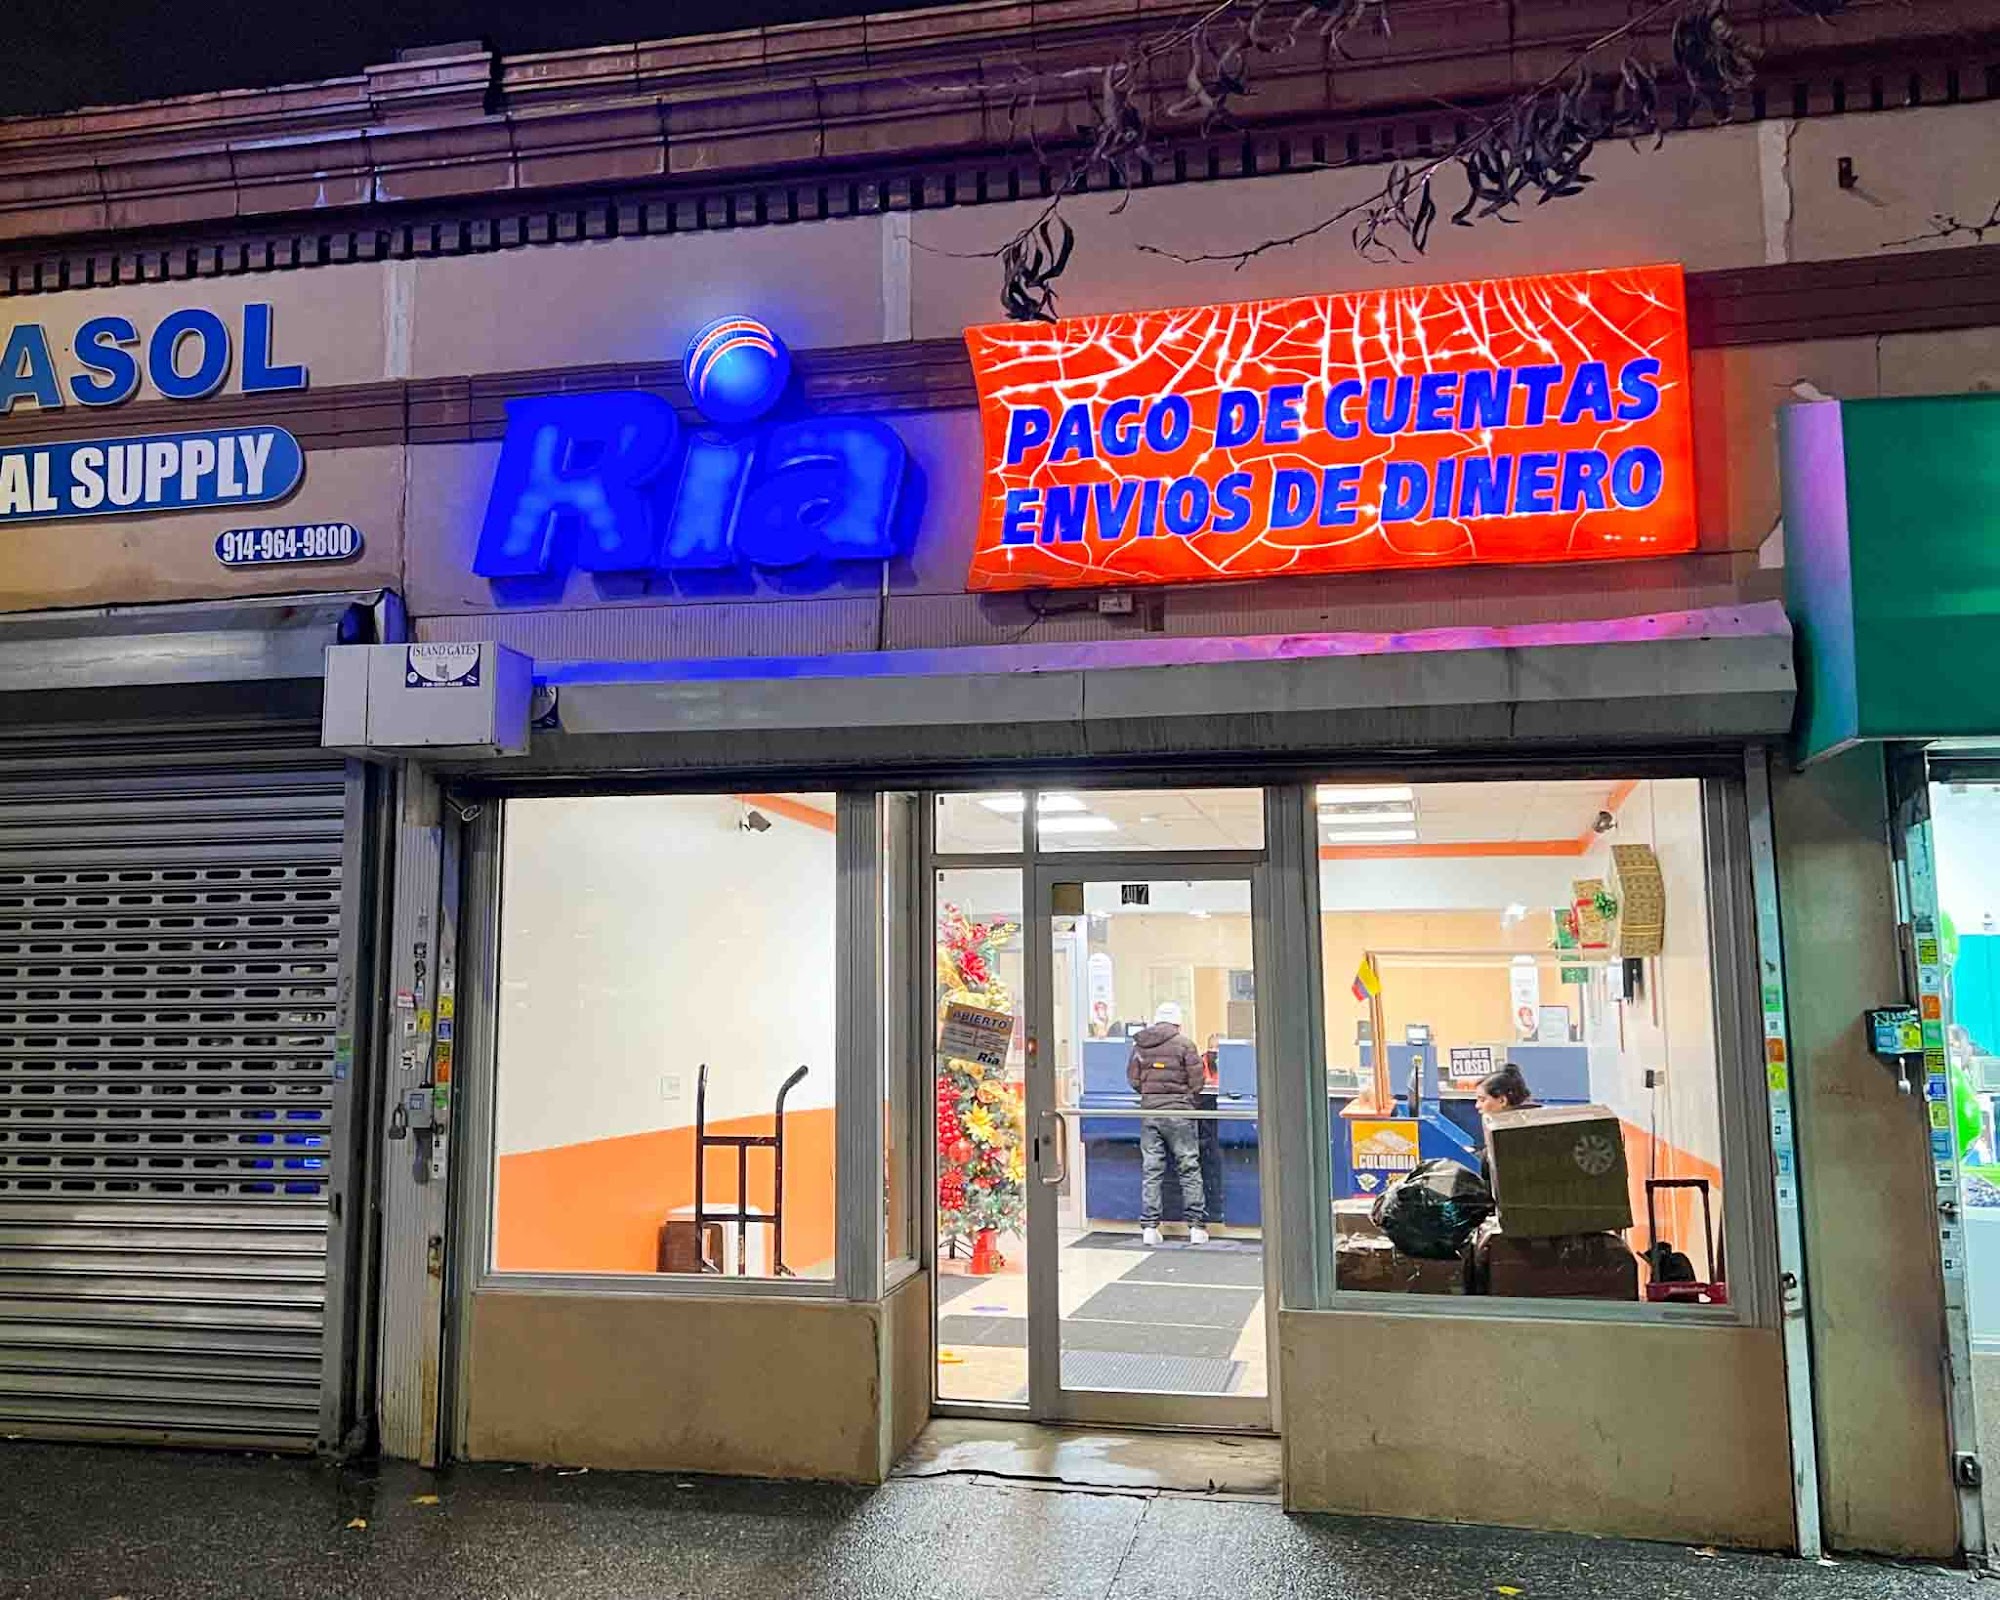 ASOL
AL SUPPLY
914-964-9800
Ria
PAGO DE CUENTAS
ENVIOS DE DINERO
ISLAND GATES
417
ABIERTO
Ria
CLOSED
COLOMBIA